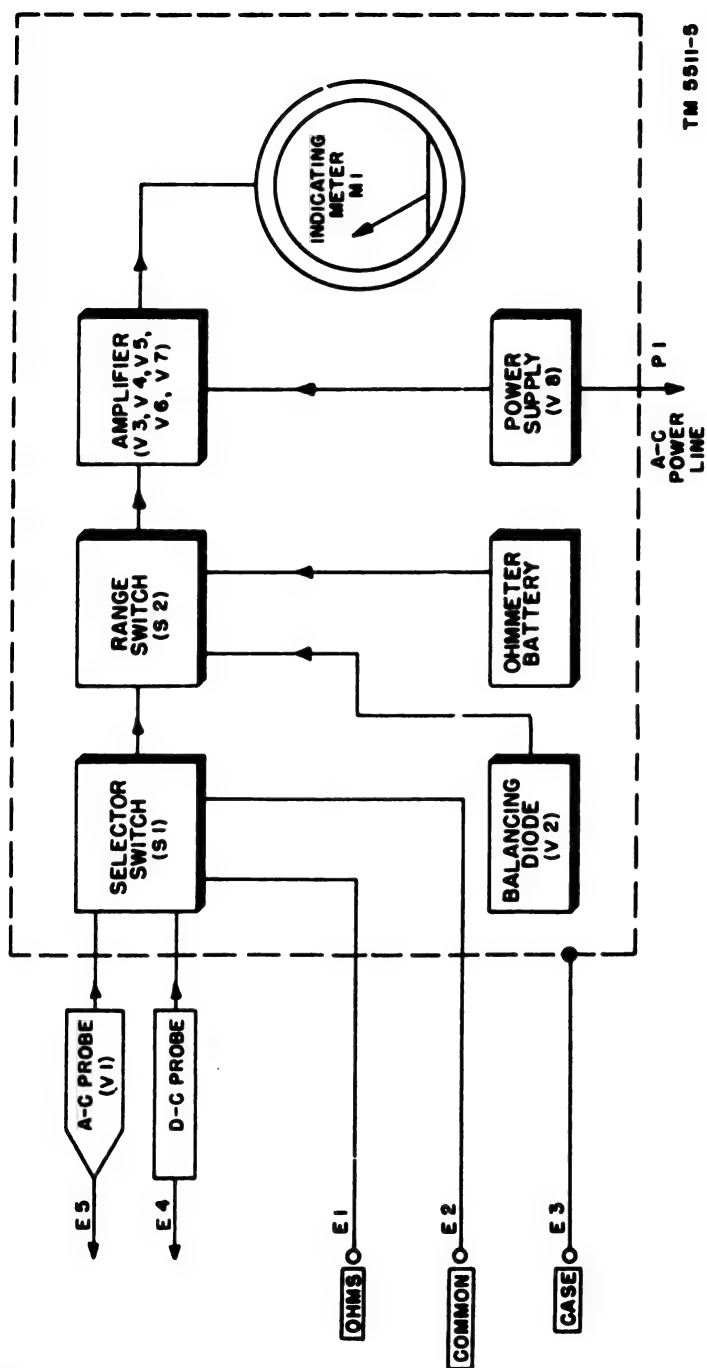 A-C PROBE
(V1)
D-C PROBE
E5
E4
OHMS
E1
COMMON
E2
CASE
E3
SELECTOR
SWITCH
(S1)
RANGE
SWITCH
(S2)
AMPLIFIER
(V3, V4, V5,
V6, V7)
INDICATING
METER
M1
BALANCING
DIODE
(V2)
OHMMETER
BATTERY
POWER
SUPPLY
(V8)
P1
A-C
POWER
LINE
TM 5511-5